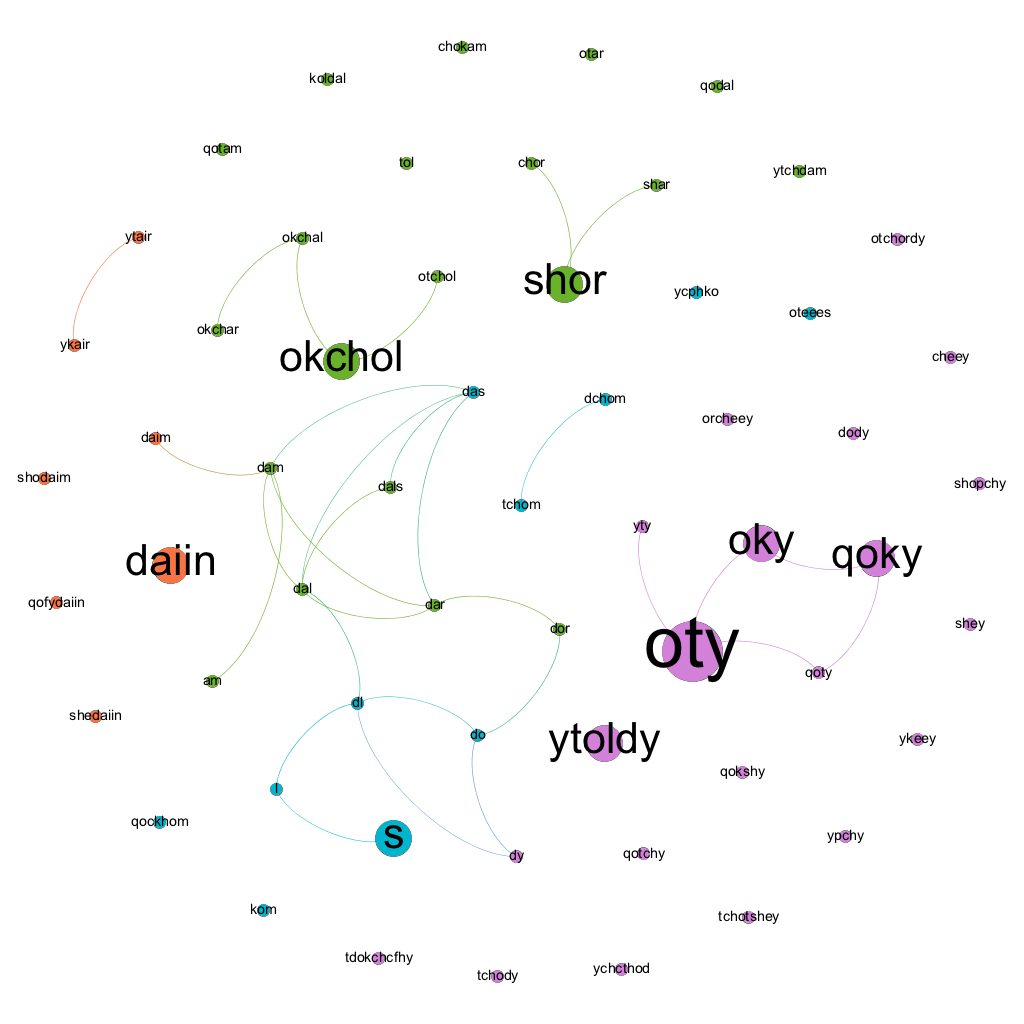 chokam
otar
koldal
qodal
qotam
tol
chor
ytchdam
shar
ytair
okchal
otchordy
otchol
shor
ycphko
oteees
okchar
ykair
okchol
cheey
das
dchom
orcheey
daim
dody
dam
shodaim
dals
shopchy
tchom
yty
oky
qoky
daiin
dal
qofydaiin
dar
dor
shey
oty
qoty
am
shedaiin
dl
do
ytoldy
ykeey
qokshy
l
qockhom
s
ypchy
dy
qotchy
kom
tchotshey
tdokchcfhy
ychcthod
tchody